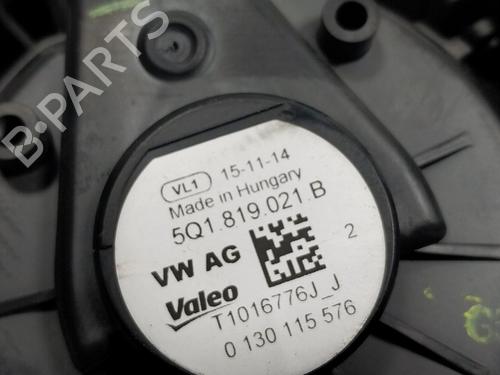 B-PARTS
VL1 15-11-14
Made in Hungary
5Q1.819.021.B
VW AG
2
Valeo
T1016776J_J
0 130 115 576